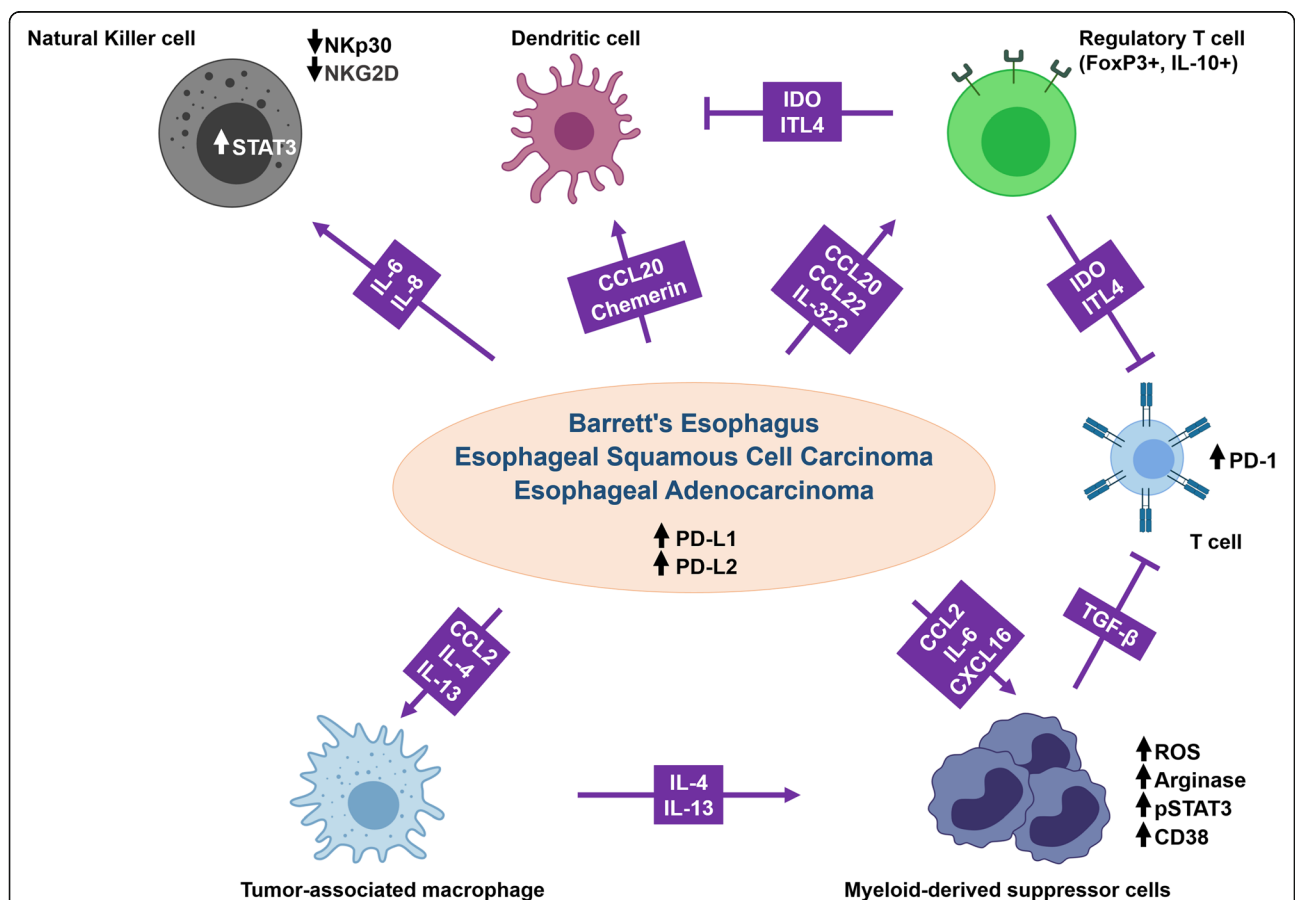 Natural Killer cell
NKp30
NKG2D
STAT3
Dendritic cell
IDO
ITL4
Regulatory T cell
(FoxP3+, IL-10+)
IL-6
IL-8
CCL20
Chemerin
CCL20
CCL22
IL-32?
IDO
ITL4
Barrett's Esophagus
Esophageal Squamous Cell Carcinoma
Esophageal Adenocarcinoma
PD-L1
PD-L2
PD-1
T cell
CCL2
IL-4
IL-13
CCL2
IL-6
CXCL16
TGF-β
IL-4
IL-13
ROS
Arginase
pSTAT3
CD38
Tumor-associated macrophage
Myeloid-derived suppressor cells